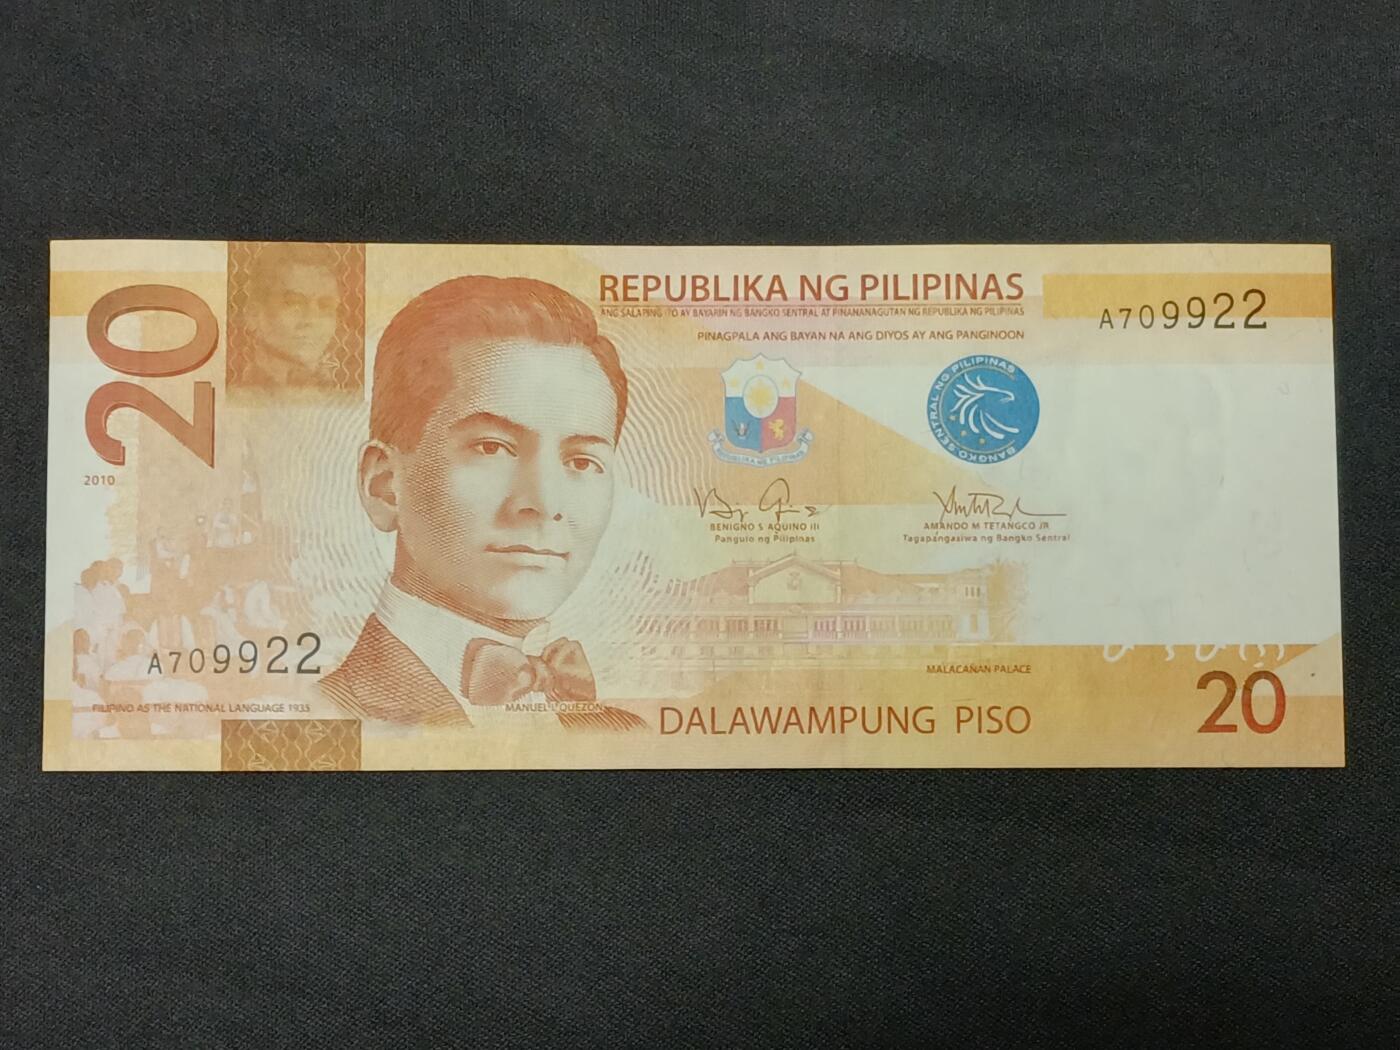 20
2010
REPUBLIKA NG PILIPINAS
ANG SALAPING ITO AY BAYARIN NG BANGKO SENTRAL AT PINANANAGUTAN NG REPUBLIKA NG PILIPINAS
PINAGPALA ANG BAYAN NA ANG DIYOS AY ANG PANGINOON
A709922
REPUBLIKA NG PILIPINAS
BANGKO SENTRAL NG PILIPINAS
BENIGNO S AQUINO III
Pangulo ng Pilipinas
AMANDO M TETANGCO JR
Tagapangasiwa ng Bangko Sentral
A709922
FILIPINO AS THE NATIONAL LANGUAGE 1935
MANUEL L QUEZON
MALACAÑAN PALACE
DALAWAMPUNG PISO
20